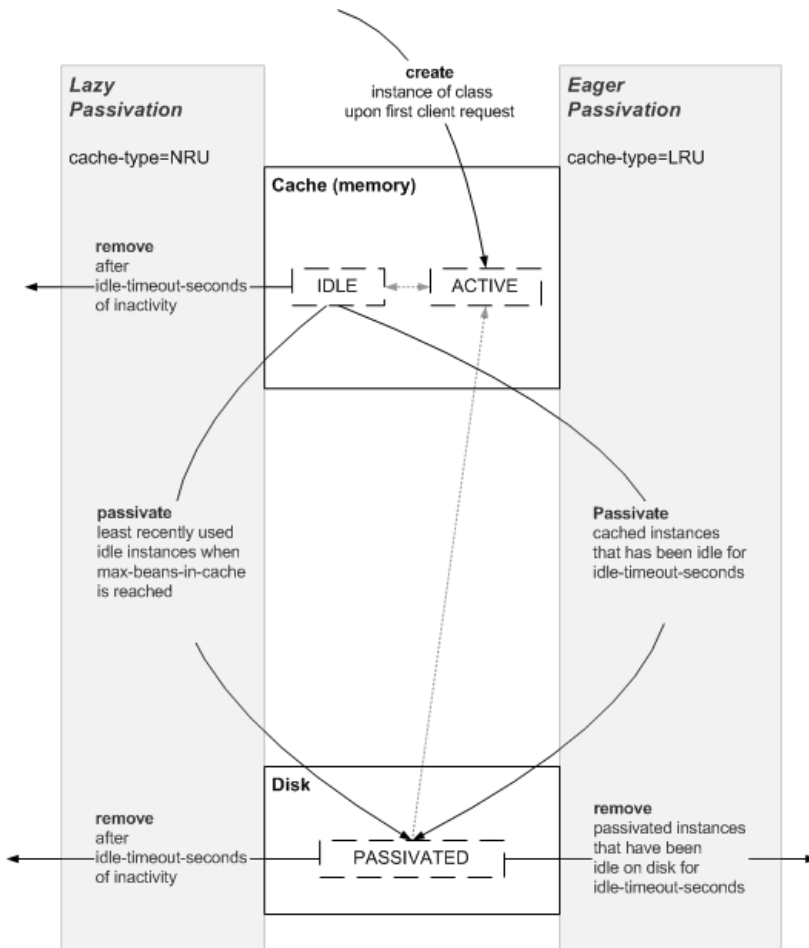 create
instance of class
upon first client request
Lazy
Passivation
cache-type=NRU
Eager
Passivation
cache-type=LRU
Cache (memory)
remove
after
idle-timeout-seconds
of inactivity
IDLE
ACTIVE
passivate
least recently used
idle instances when
max-beans-in-cache
is reached
Passivate
cached instances
that has been idle for
idle-timeout-seconds
Disk
remove
after
idle-timeout-seconds
of inactivity
PASSIVATED
remove
passivated instances
that have been
idle on disk for
idle-timeout-seconds